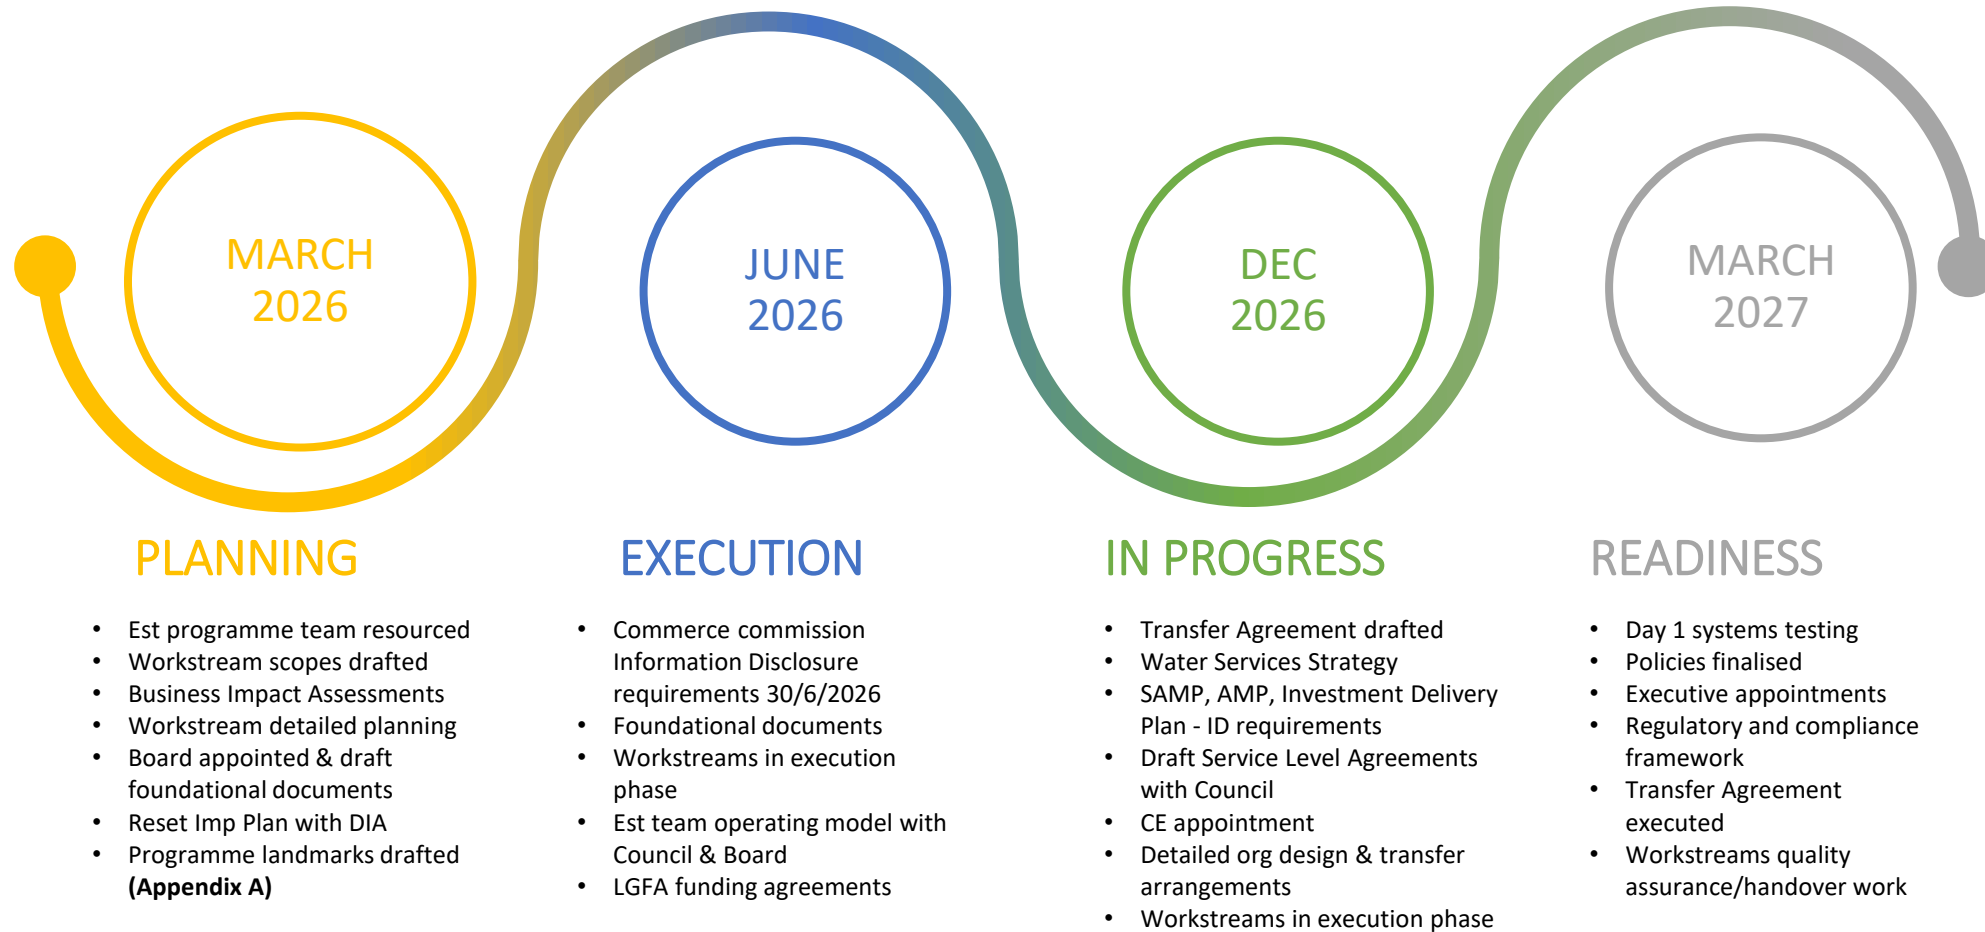 MARCH
2026
JUNE
2026
DEC
2026
MARCH
2027
PLANNING
• Est programme team resourced
• Workstream scopes drafted
• Business Impact Assessments
• Workstream detailed planning
• Board appointed & draft
foundational documents
• Reset Imp Plan with DIA
• Programme landmarks drafted
(Appendix A)
EXECUTION
• Commerce commission
Information Disclosure
requirements 30/6/2026
• Foundational documents
• Workstreams in execution
phase
• Est team operating model with
Council & Board
• LGFA funding agreements
IN PROGRESS
• Transfer Agreement drafted
• Water Services Strategy
• SAMP, AMP, Investment Delivery
Plan - ID requirements
• Draft Service Level Agreements
with Council
• CE appointment
• Detailed org design & transfer
arrangements
• Workstreams in execution phase
READINESS
• Day 1 systems testing
• Policies finalised
• Executive appointments
• Regulatory and compliance
framework
• Transfer Agreement
executed
• Workstreams quality
assurance/handover work